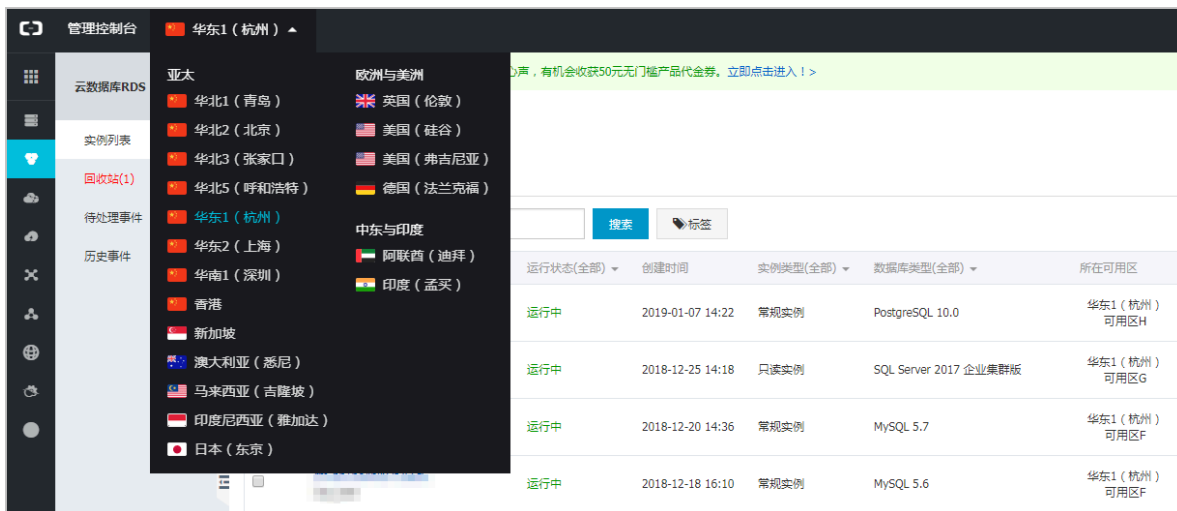 管理控制台
华东1 ( 杭州 )
云数据库RDS
实例列表
回收站(1)
待处理事件
历史事件
亚太
华北1 ( 青岛 )
华北2 ( 北京 )
华北3 ( 张家口 )
华北5 ( 呼和浩特 )
华东1 ( 杭州 )
华东2 ( 上海 )
华南1 ( 深圳 )
香港
新加坡
澳大利亚 ( 悉尼 )
马来西亚 ( 吉隆坡 )
印度尼西亚 ( 雅加达 )
日本 ( 东京 )
欧洲与美洲
英国 ( 伦敦 )
美国 ( 硅谷 )
美国 ( 弗吉尼亚 )
德国 ( 法兰克福 )
中东与印度
阿联酋 ( 迪拜 )
印度 ( 孟买 )
心声，有机会收获50元无门槛产品代金券。立即点击进入！>
搜索
标签
运行状态(全部) 创建时间 实例类型(全部) 数据库类型(全部) 所在可用区
运行中 2019-01-07 14:22 常规实例 PostgreSQL 10.0 华东1 ( 杭州 )
可用区H
运行中 2018-12-25 14:18 只读实例 SQL Server 2017 企业集群版 华东1 ( 杭州 )
可用区G
运行中 2018-12-20 14:36 常规实例 MySQL 5.7 华东1 ( 杭州 )
可用区F
运行中 2018-12-18 16:10 常规实例 MySQL 5.6 华东1 ( 杭州 )
可用区F